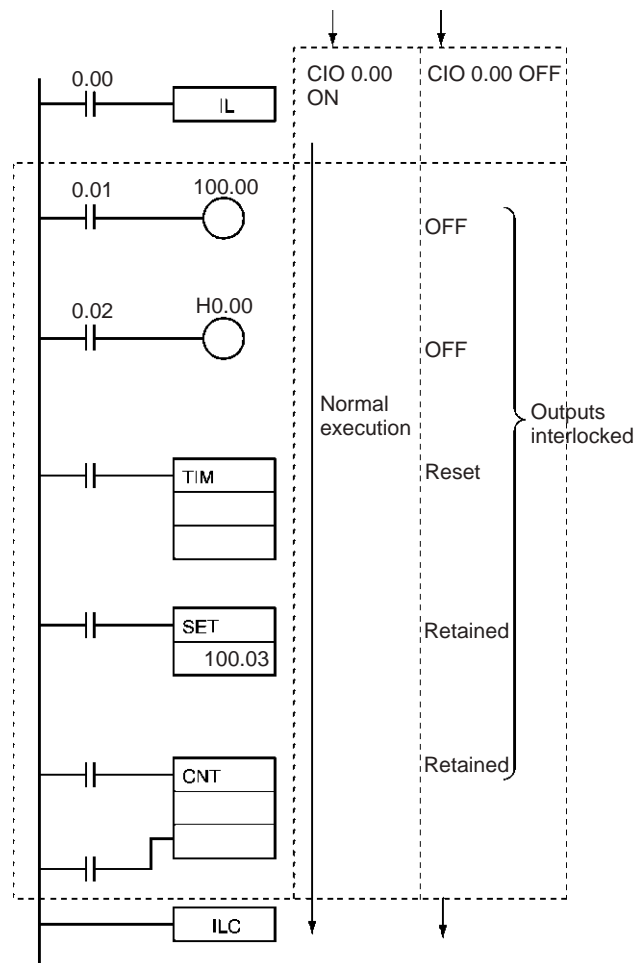 CIO 0.00
ON
CIO 0.00 OFF
0.00
IL
0.01
100.00
OFF
0.02
H0.00
OFF
Normal
execution
Outputs
interlocked
TIM
Reset
SET
100.03
Retained
CNT
Retained
ILC